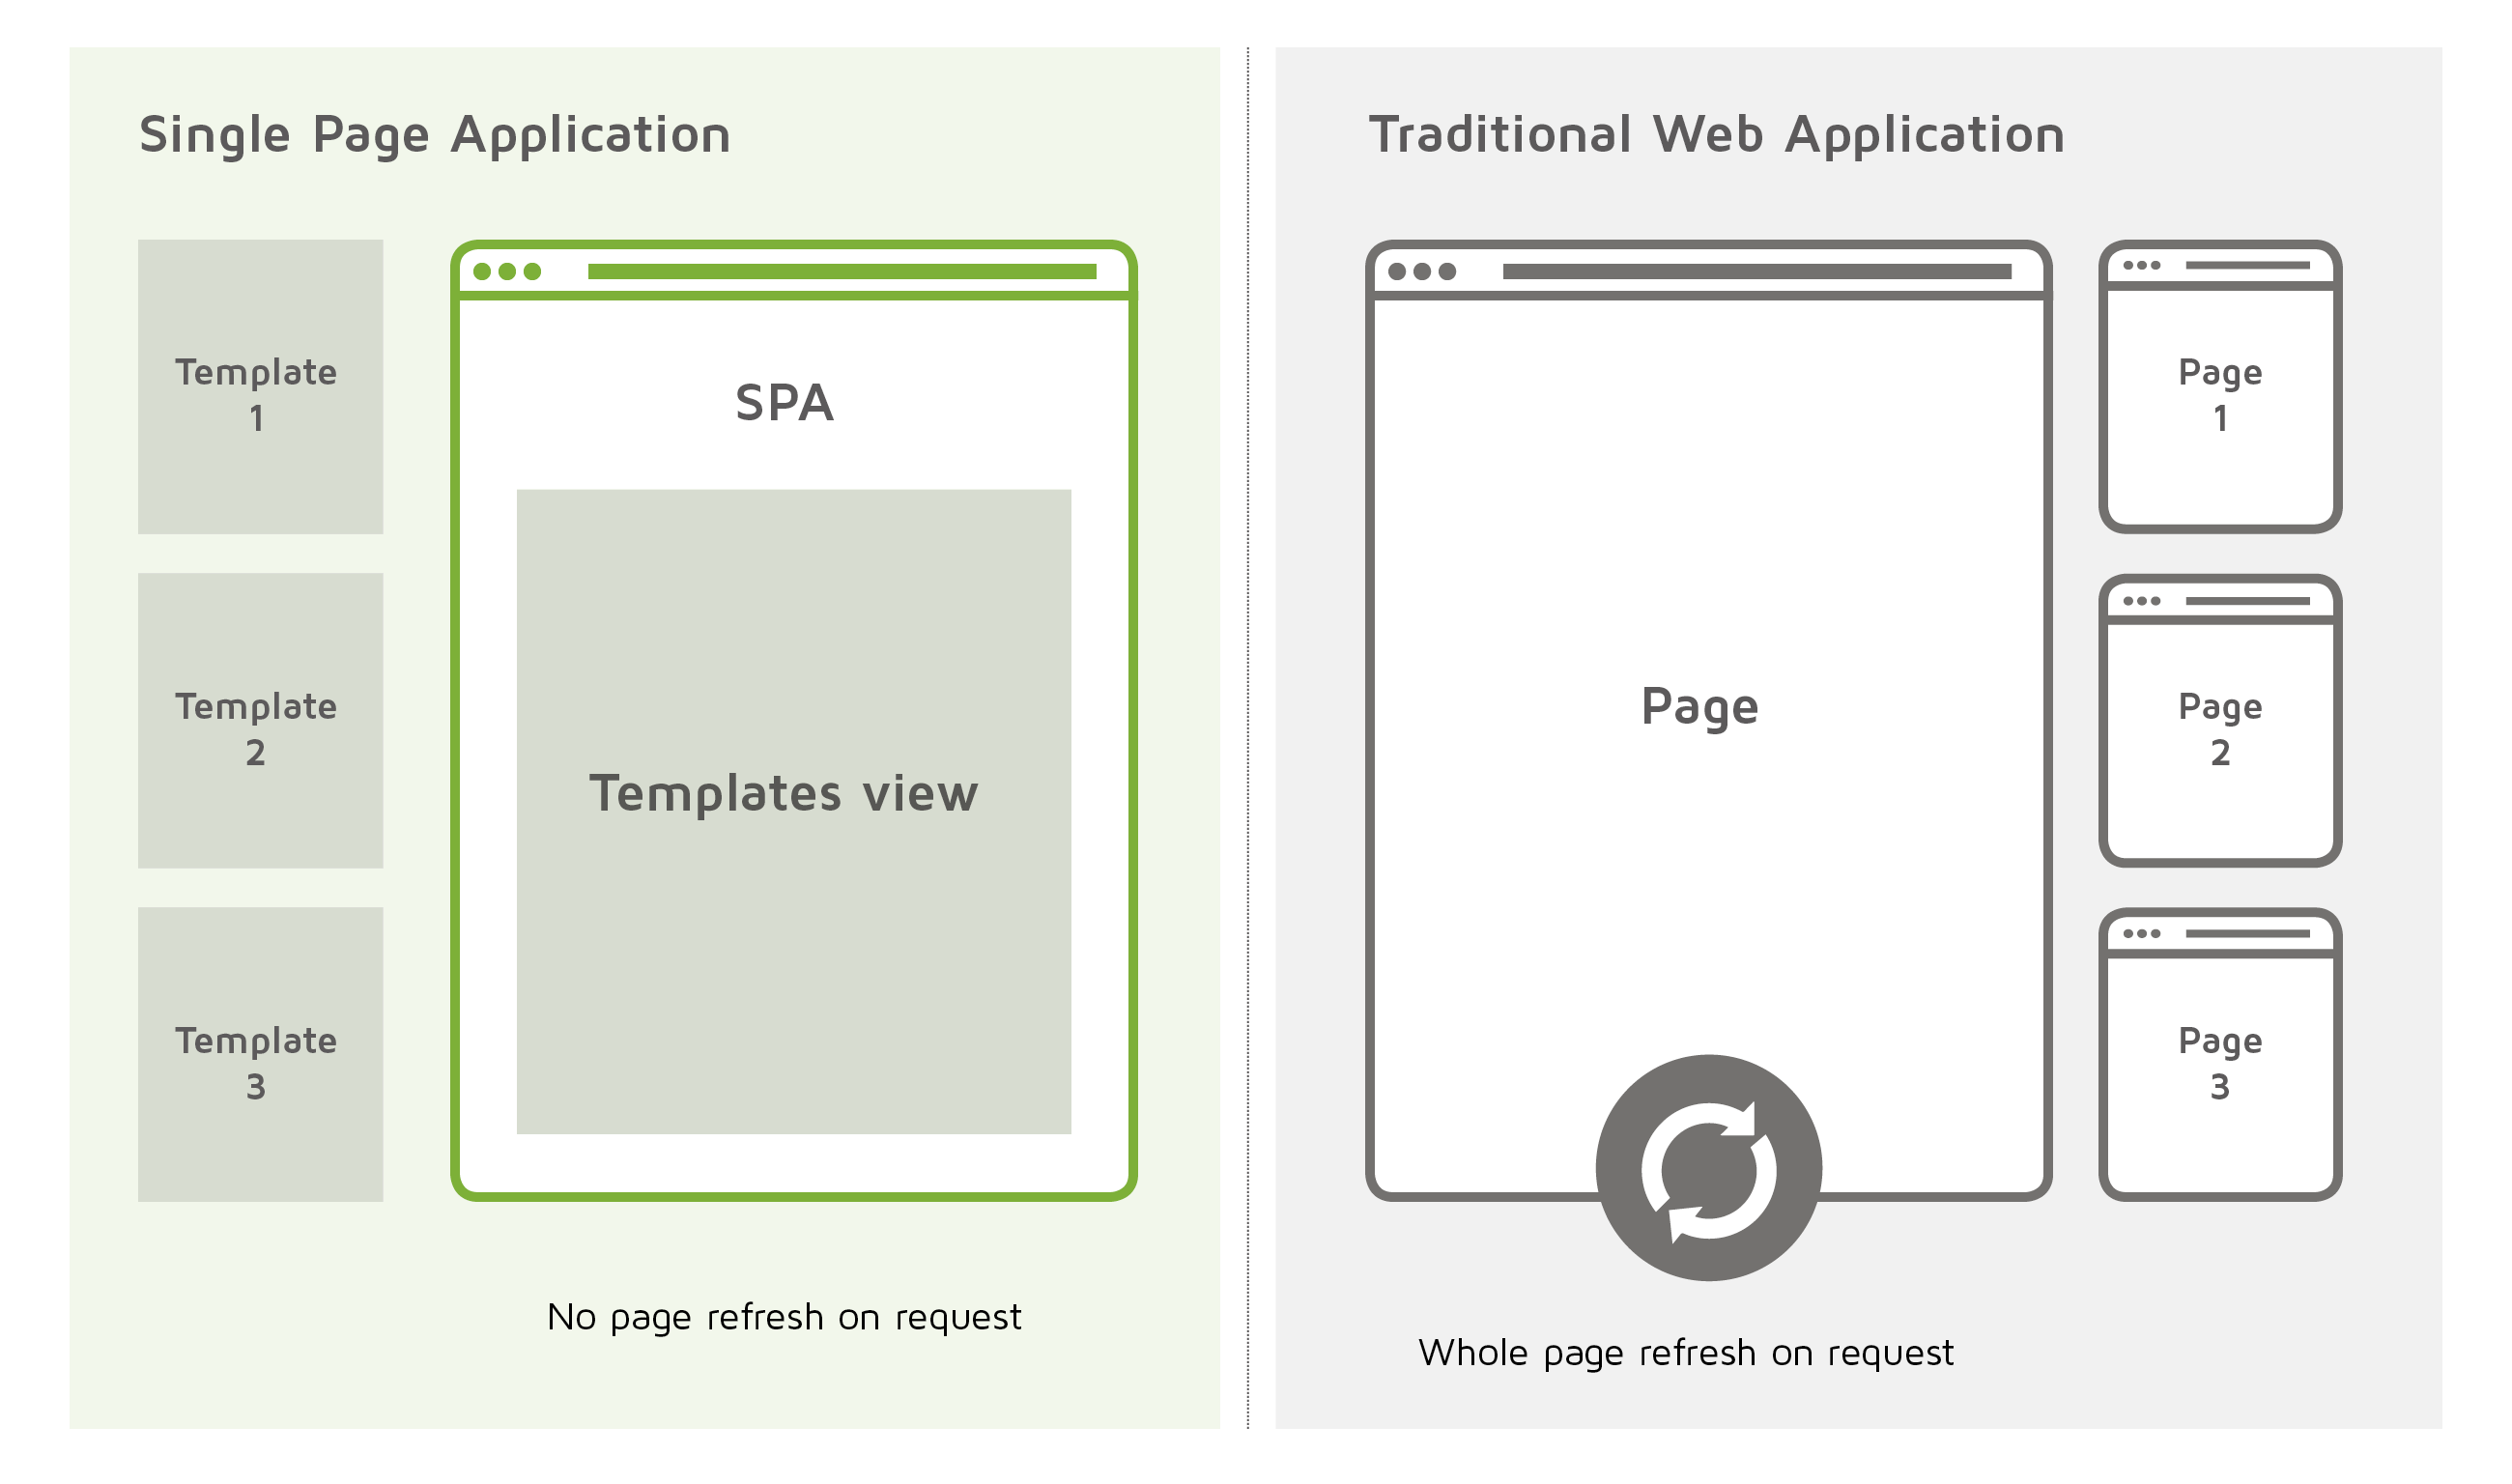 Single Page Application
Template
1
Template
2
Template
3
SPA
Templates view
No page refresh on request
Traditional Web Application
Page
Page
1
Page
2
Page
3
Whole page refresh on request